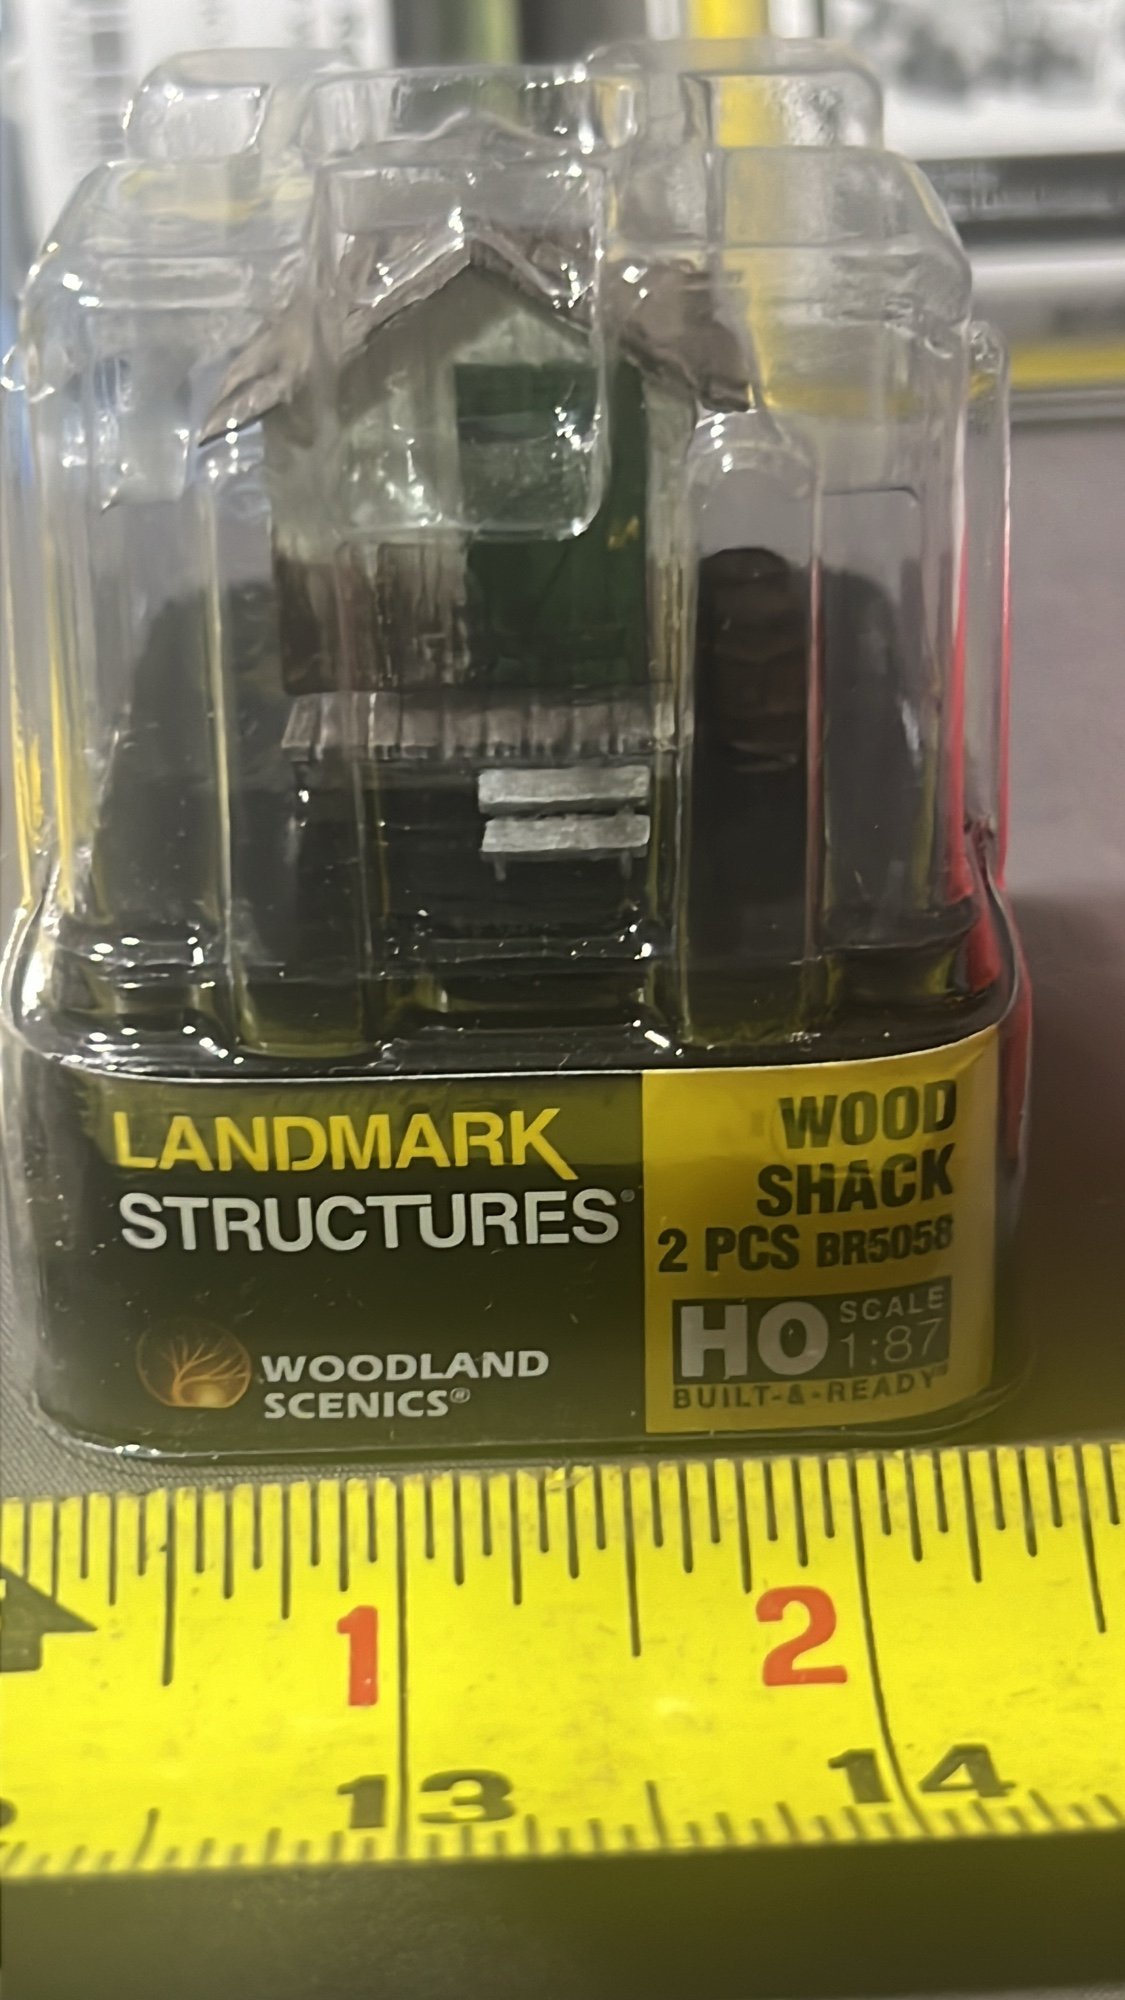 LANDMARK
STRUCTURES®
WOODLAND
SCENICS®
WOOD
SHACK
2 PCS BR5058
HO SCALE
1:87
BUILT-&-READY®
1 2
13 14